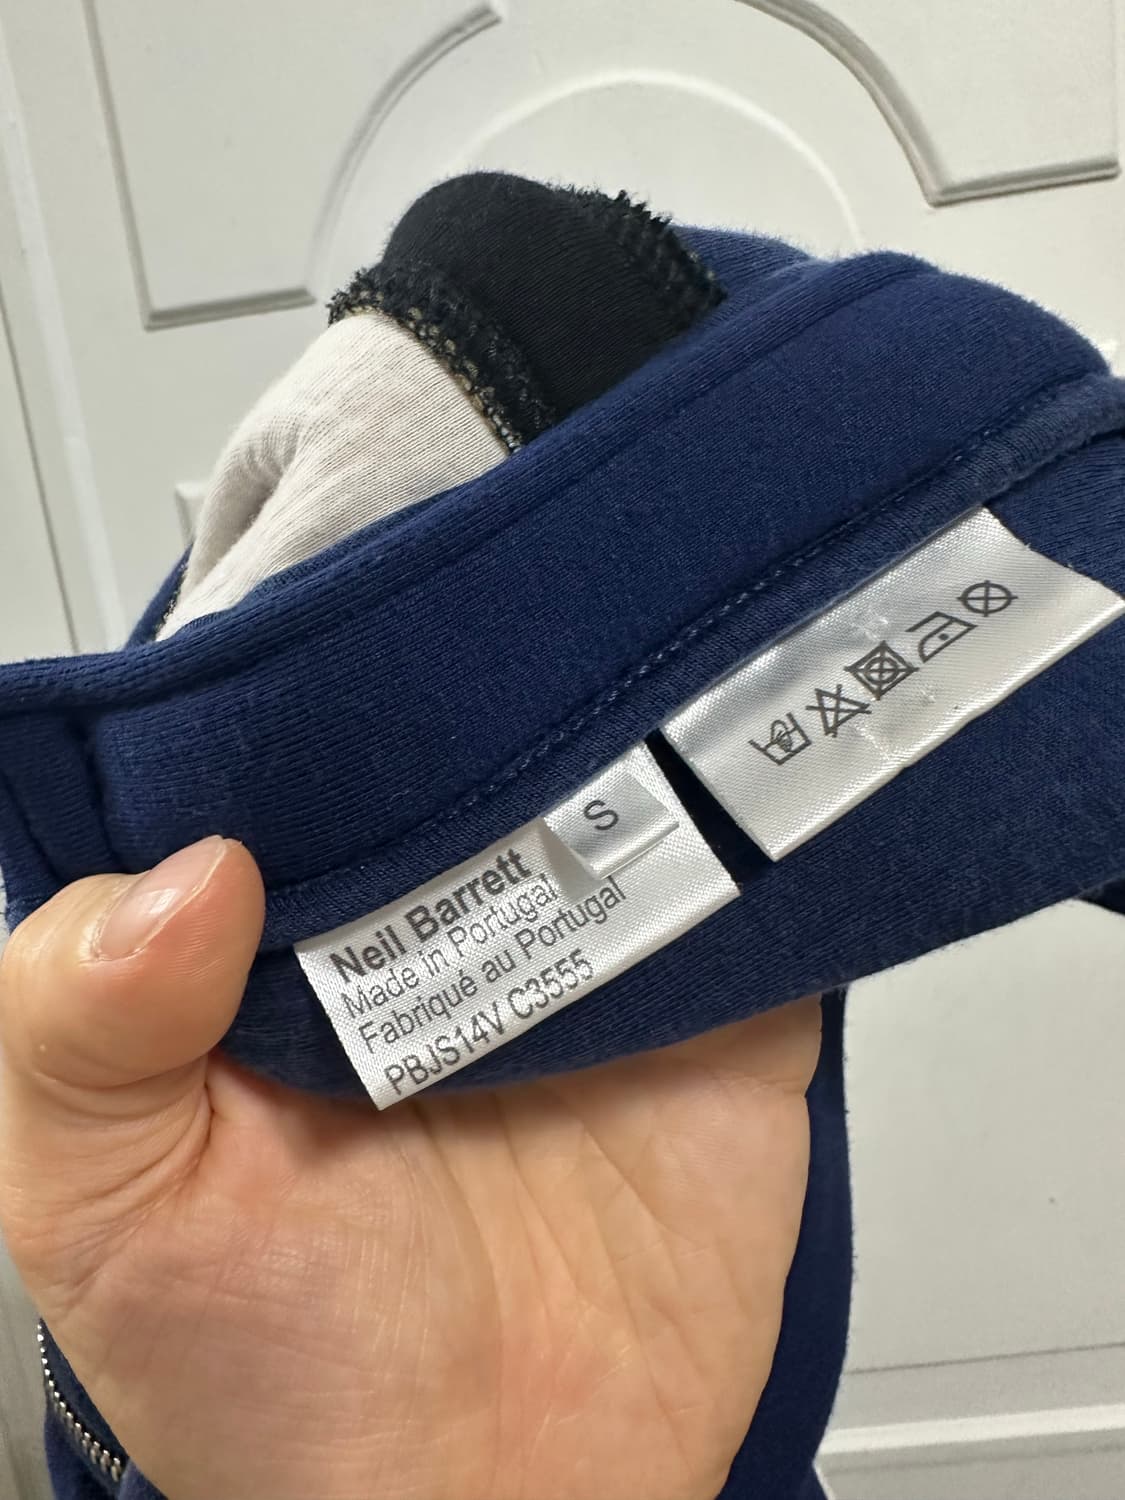 S
Neil Barrett
Made in Portugal
Fabriqué au Portugal
PBJS14V C3555